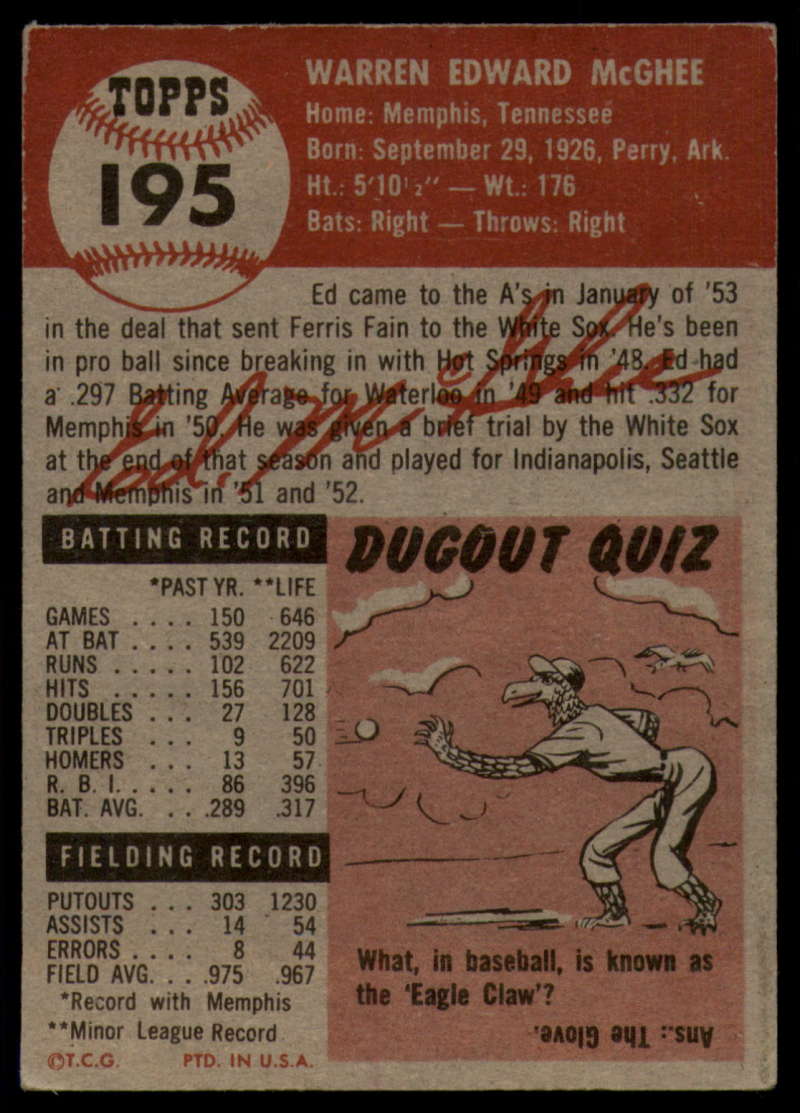 TOPPS
195
WARREN EDWARD McGHEE
Home: Memphis, Tennessee
Born: September 29, 1926, Perry, Ark.
Ht.: 5'10 1/2" — Wt.: 176
Bats: Right — Throws: Right
Ed came to the A's in January of '53
in the deal that sent Ferris Fain to the White Sox. He's been
in pro ball since breaking in with Hot Springs in '48. Ed had
a .297 Batting Average for Waterloo in '49 and hit .332 for
Memphis in '50. He was given a brief trial by the White Sox
at the end of that season and played for Indianapolis, Seattle
and Memphis in '51 and '52.
Ed. McGhee
BATTING RECORD
*PAST YR. **LIFE
GAMES . . . . 150 646
AT BAT . . . . 539 2209
RUNS . . . . . 102 622
HITS . . . . . 156 701
DOUBLES . . . 27 128
TRIPLES . . . 9 50
HOMERS . . . 13 57
R. B. I. . . . . 86 396
BAT. AVG. . . .289 .317
FIELDING RECORD
PUTOUTS . . . 303 1230
ASSISTS . . . 14 54
ERRORS . . . . 8 44
FIELD AVG. . . .975 .967
*Record with Memphis
**Minor League Record
©T.C.G. PTD. IN U.S.A.
DUGOUT QUIZ
What, in baseball, is known as
the 'Eagle Claw'?
Ans.: The Glove.